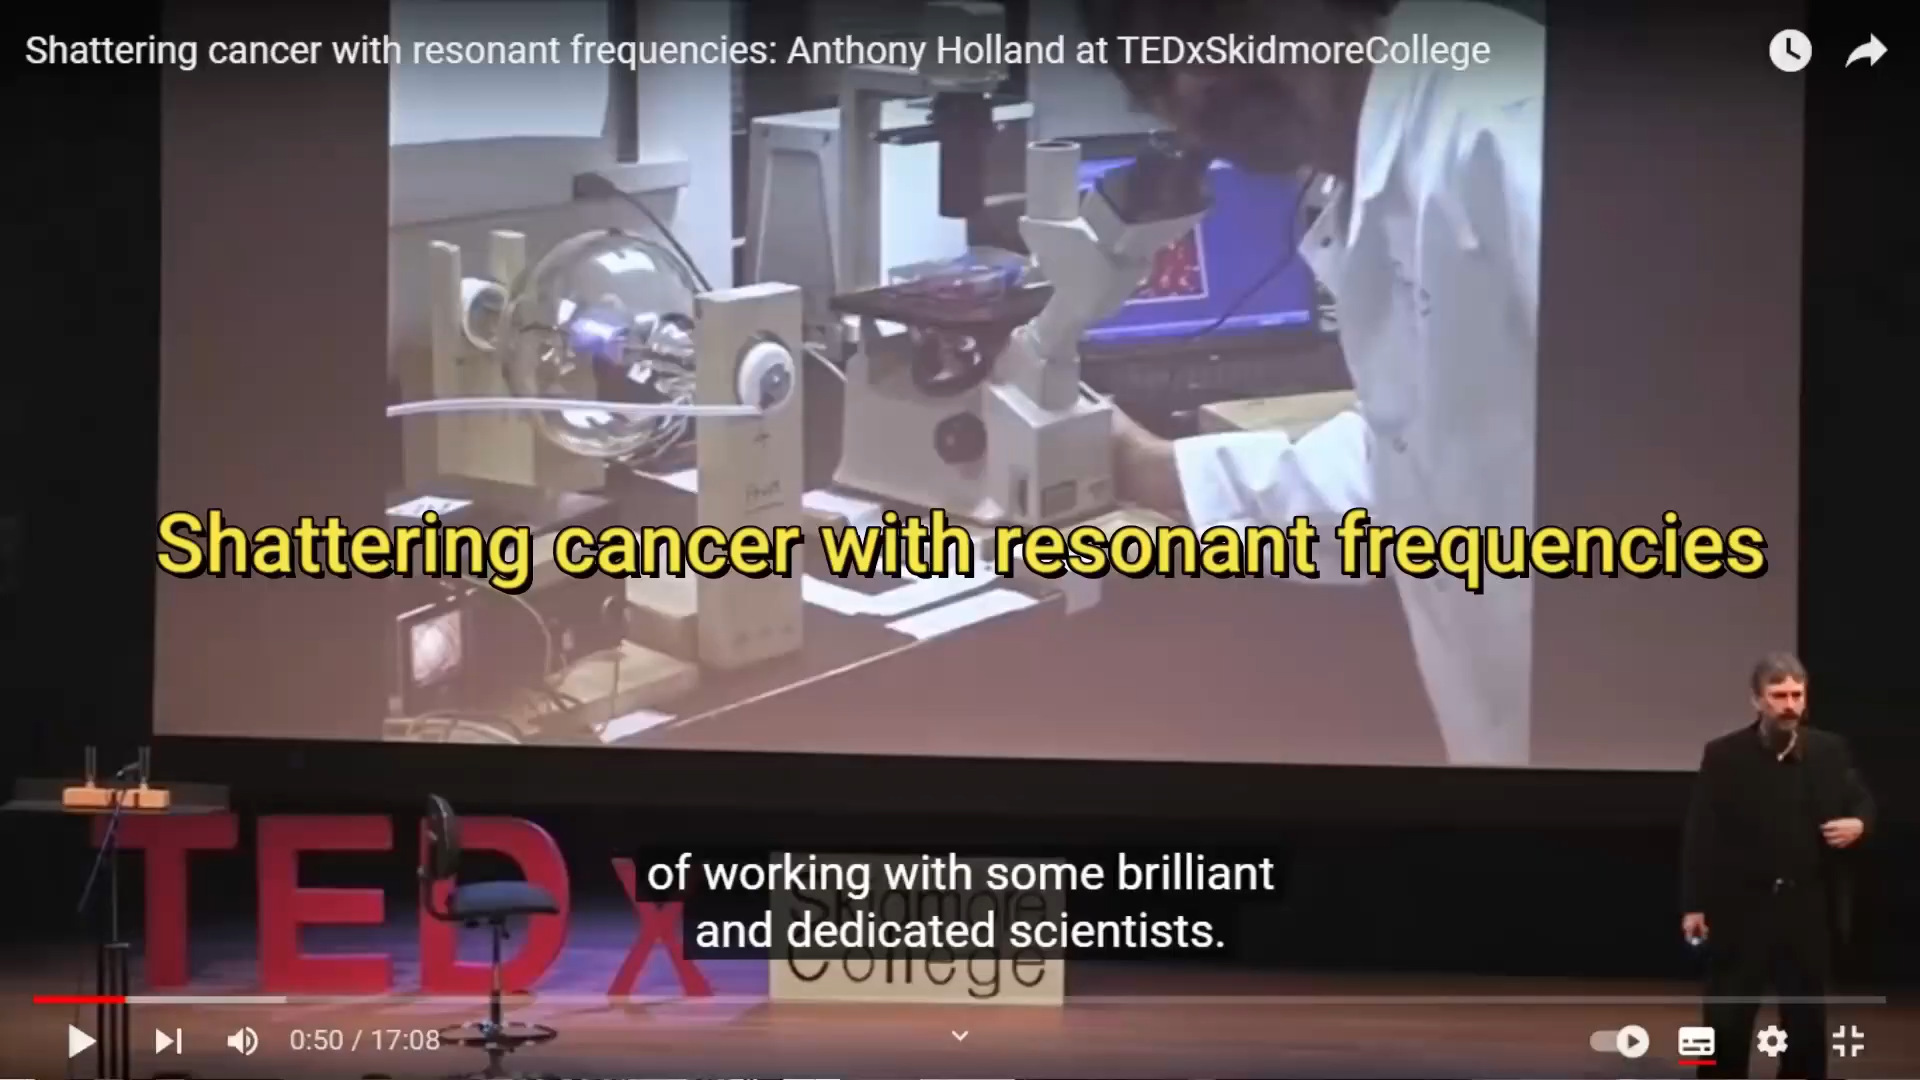 Shattering cancer with resonant frequencies: Anthony Holland at TEDxSkidmoreCollege
Shattering cancer with resonant frequencies
of working with some brilliant
and dedicated scientists.
TEDx
Skidmore
College
0:50 / 17:08